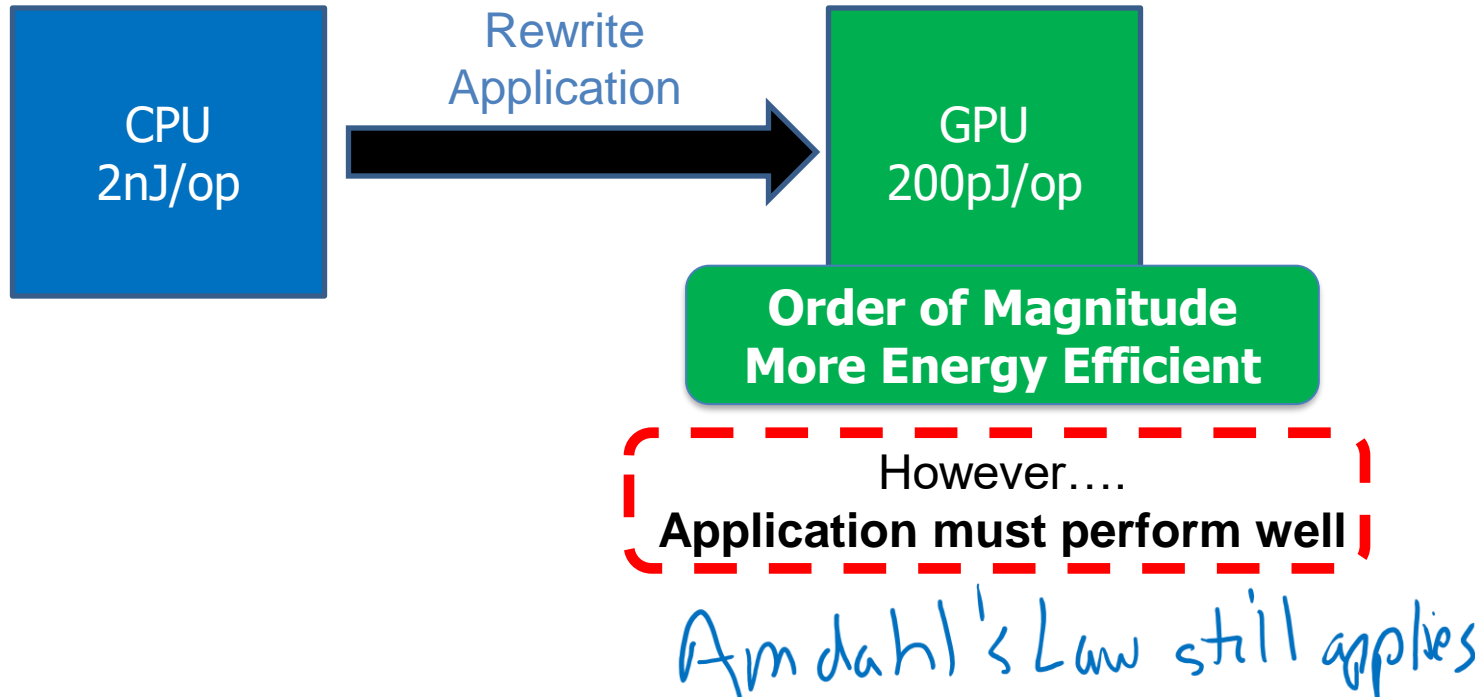 Rewrite
Application
CPU
2nJ/op
GPU
200pJ/op
Order of Magnitude
More Energy Efficient
However....
Application must perform well
Amdahl's Law still applies